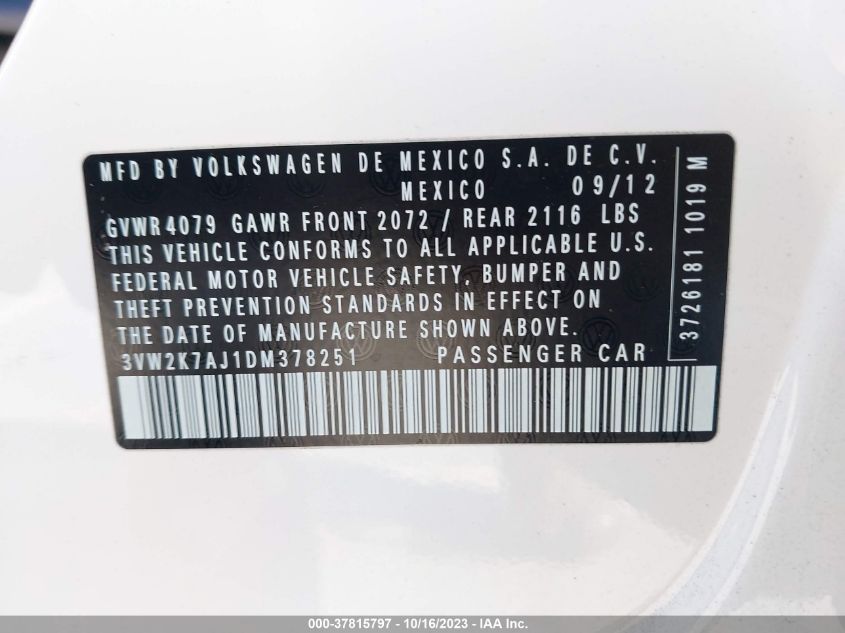 MFD BY VOLKSWAGEN DE MEXICO S.A. DE C.V.
MEXICO 09/12
GVWR 4079 GAWR FRONT 2072 / REAR 2116 LBS
THIS VEHICLE CONFORMS TO ALL APPLICABLE U.S.
FEDERAL MOTOR VEHICLE SAFETY, BUMPER AND
THEFT PREVENTION STANDARDS IN EFFECT ON
THE DATE OF MANUFACTURE SHOWN ABOVE.
3VW2K7AJ1DM378251 PASSENGER CAR
3726181 1019 M
000-37815797 - 10/16/2023 - IAA Inc.